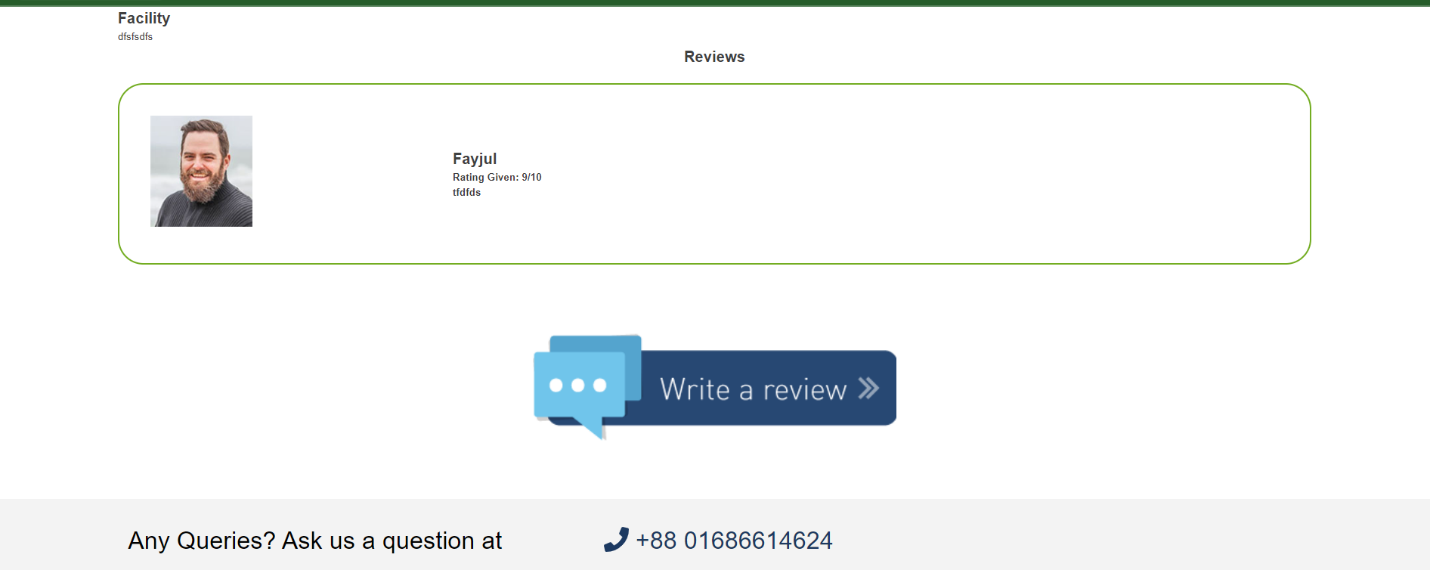 Facility
dfsfsdfs
Reviews
Fayjul
Rating Given: 9/10
tfdfds
Write a review
Any Queries? Ask us a question at
+88 01686614624